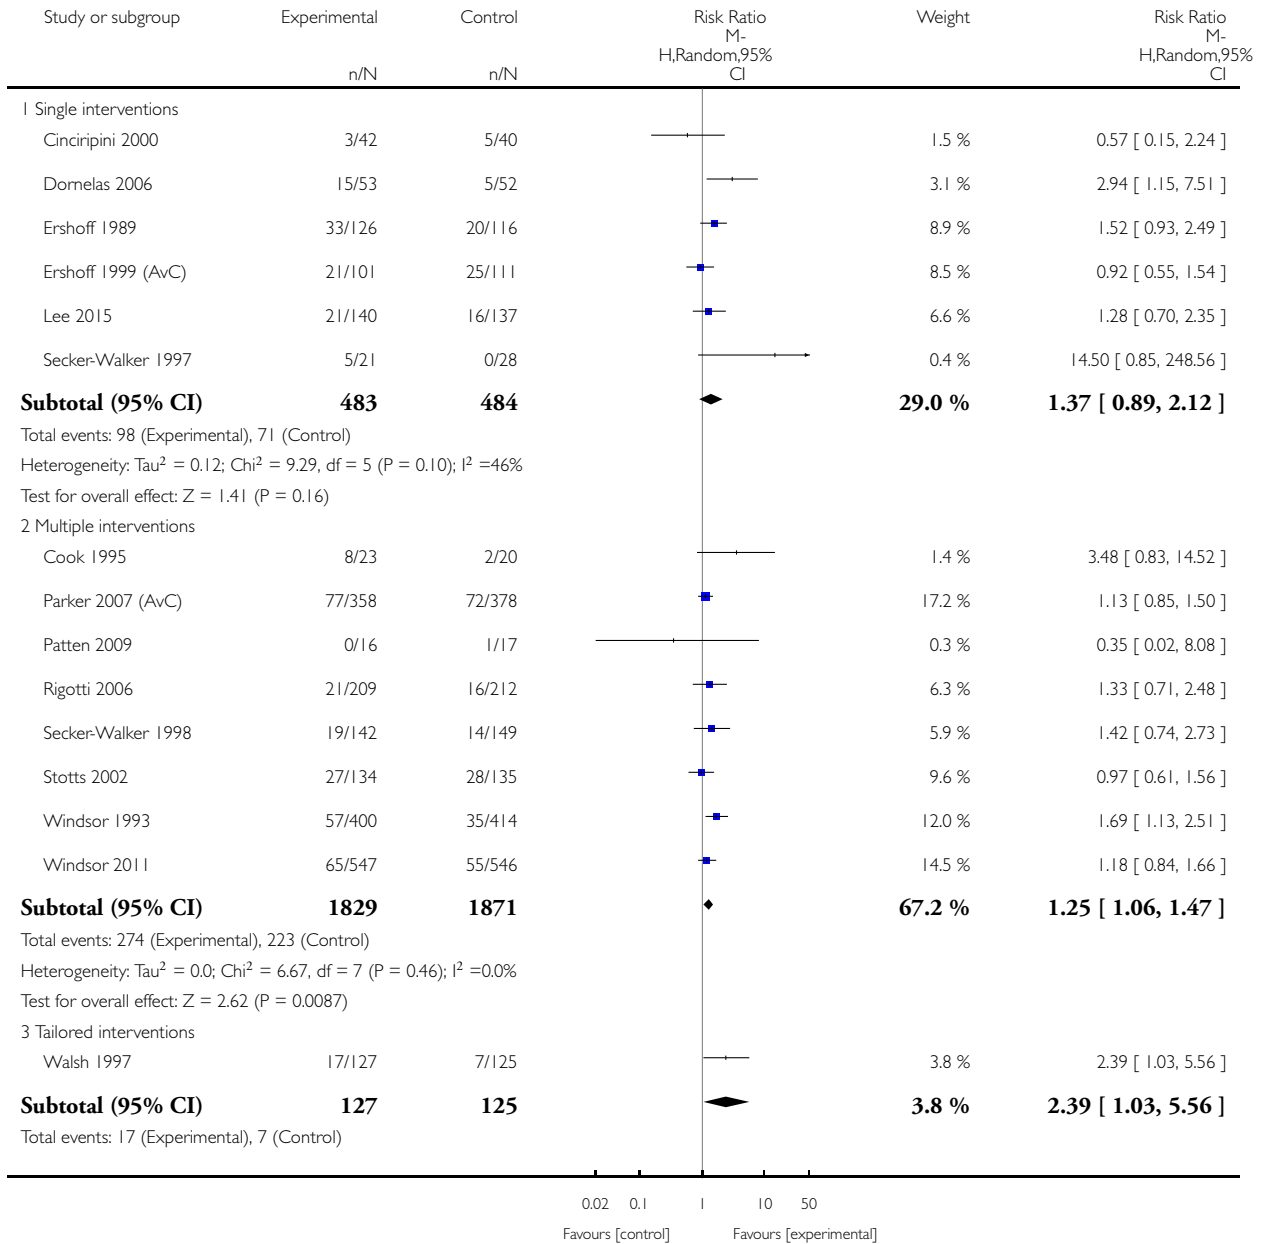 Study or subgroup Experimental Control Risk Ratio Weight Risk Ratio
M- M-
H,Random,95% H,Random,95%
n/N n/N CI CI
1 Single interventions
Cinciripini 2000 3/42 5/40 1.5 % 0.57 [ 0.15, 2.24 ]
Dornelas 2006 15/53 5/52 3.1 % 2.94 [ 1.15, 7.51 ]
Ershoff 1989 33/126 20/116 8.9 % 1.52 [ 0.93, 2.49 ]
Ershoff 1999 (AvC) 21/101 25/111 8.5 % 0.92 [ 0.55, 1.54 ]
Lee 2015 21/140 16/137 6.6 % 1.28 [ 0.70, 2.35 ]
Secker-Walker 1997 5/21 0/28 0.4 % 14.50 [ 0.85, 248.56 ]
Subtotal (95% CI) 483 484 29.0 % 1.37 [ 0.89, 2.12 ]
Total events: 98 (Experimental), 71 (Control)
Heterogeneity: Tau² = 0.12; Chi² = 9.29, df = 5 (P = 0.10); I² =46%
Test for overall effect: Z = 1.41 (P = 0.16)
2 Multiple interventions
Cook 1995 8/23 2/20 1.4 % 3.48 [ 0.83, 14.52 ]
Parker 2007 (AvC) 77/358 72/378 17.2 % 1.13 [ 0.85, 1.50 ]
Patten 2009 0/16 1/17 0.3 % 0.35 [ 0.02, 8.08 ]
Rigotti 2006 21/209 16/212 6.3 % 1.33 [ 0.71, 2.48 ]
Secker-Walker 1998 19/142 14/149 5.9 % 1.42 [ 0.74, 2.73 ]
Stotts 2002 27/134 28/135 9.6 % 0.97 [ 0.61, 1.56 ]
Windsor 1993 57/400 35/414 12.0 % 1.69 [ 1.13, 2.51 ]
Windsor 2011 65/547 55/546 14.5 % 1.18 [ 0.84, 1.66 ]
Subtotal (95% CI) 1829 1871 67.2 % 1.25 [ 1.06, 1.47 ]
Total events: 274 (Experimental), 223 (Control)
Heterogeneity: Tau² = 0.0; Chi² = 6.67, df = 7 (P = 0.46); I² =0.0%
Test for overall effect: Z = 2.62 (P = 0.0087)
3 Tailored interventions
Walsh 1997 17/127 7/125 3.8 % 2.39 [ 1.03, 5.56 ]
Subtotal (95% CI) 127 125 3.8 % 2.39 [ 1.03, 5.56 ]
Total events: 17 (Experimental), 7 (Control)
0.02 0.1 1 10 50
Favours [control] Favours [experimental]